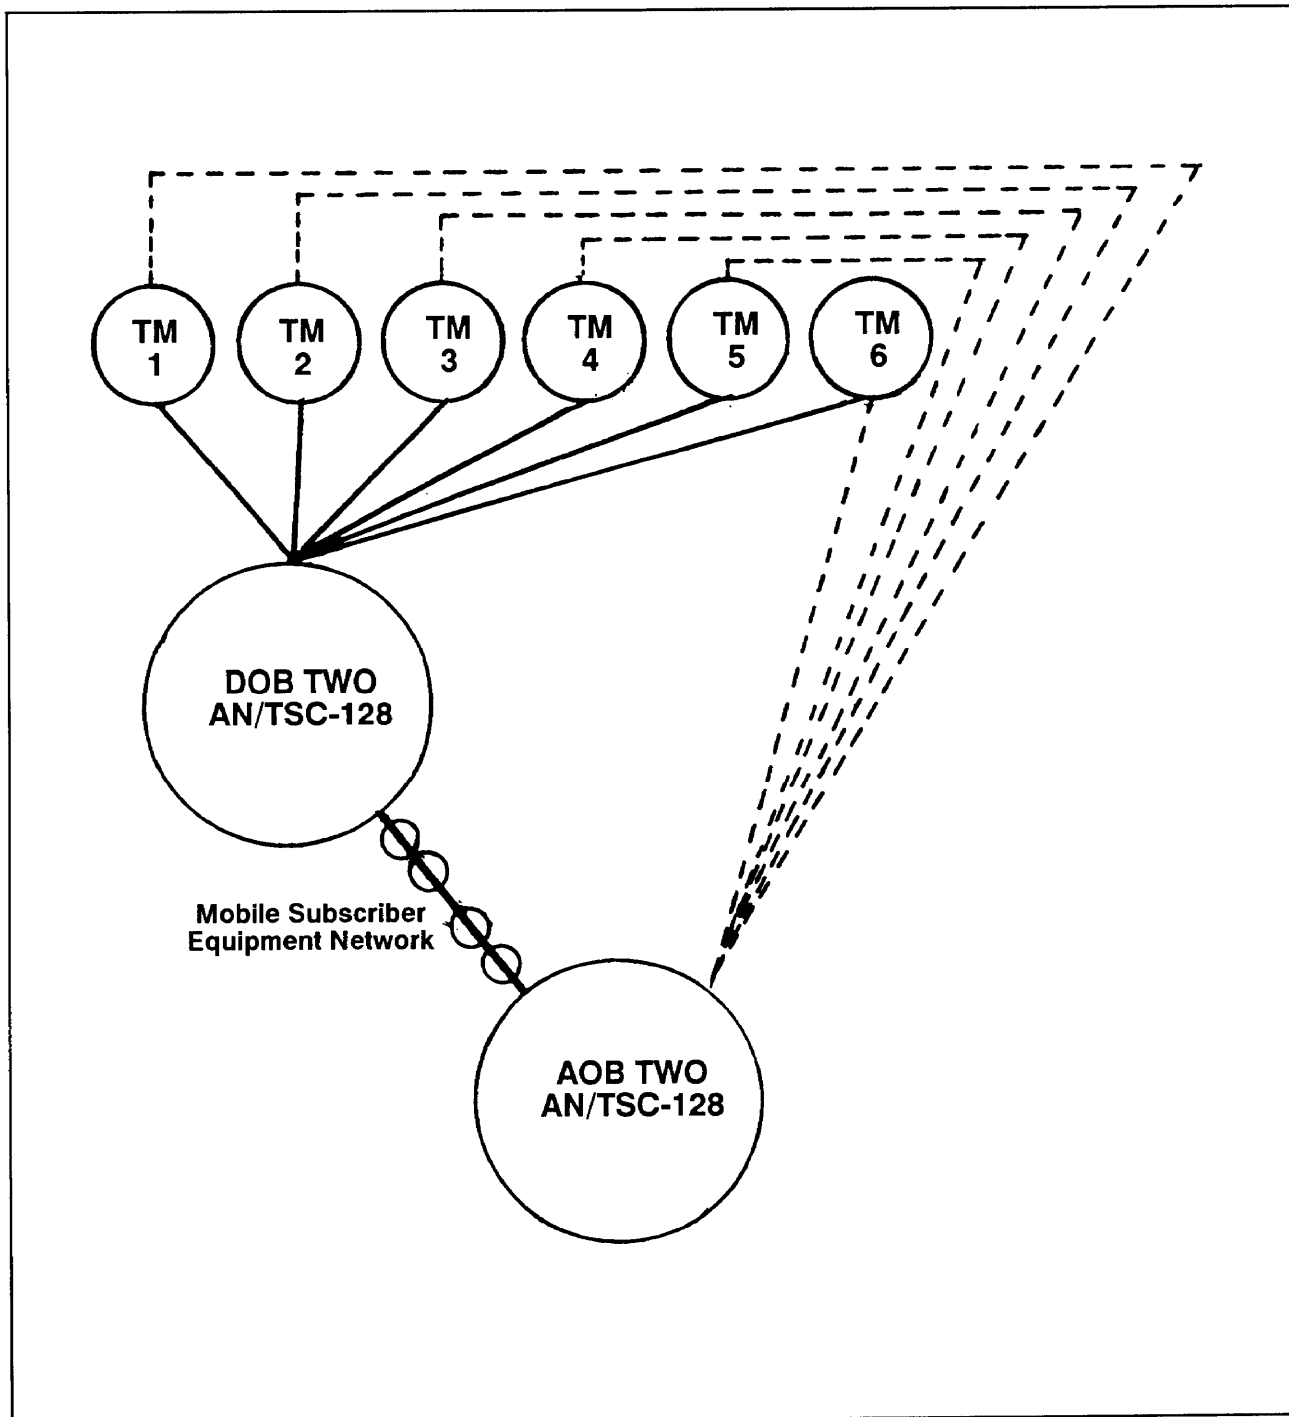 TM
1
TM
2
TM
3
TM
4
TM
5
TM
6
DOB TWO
AN/TSC-128
Mobile Subscriber
Equipment Network
AOB TWO
AN/TSC-128